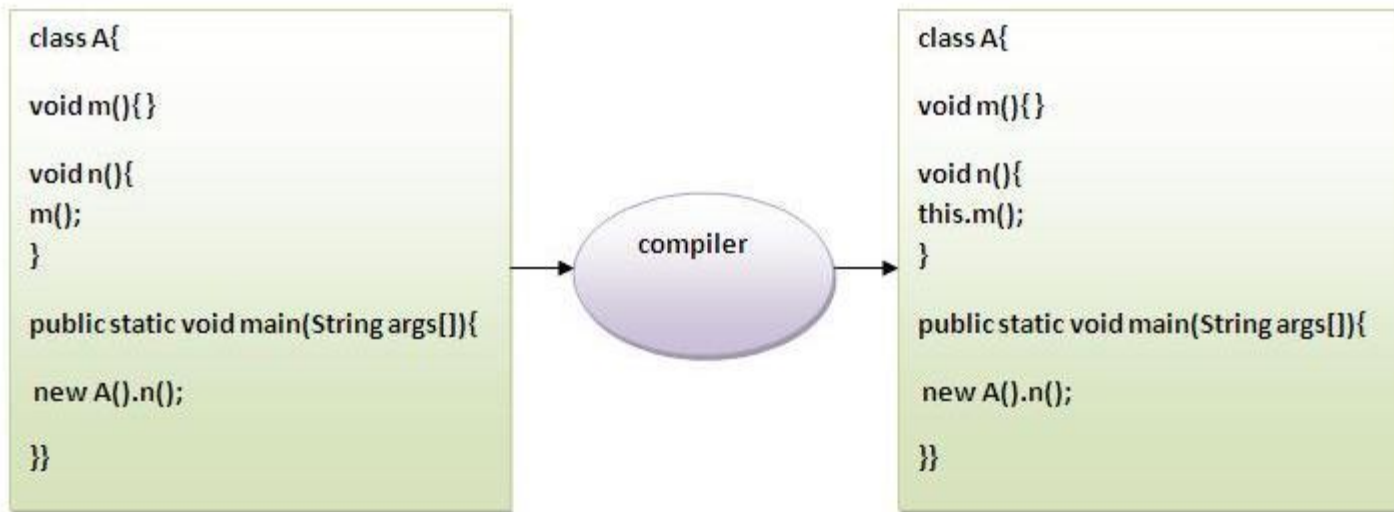 class A{
void m(){}
void n(){
m();
}
public static void main(String args[]){
new A().n();
}}
compiler
class A{
void m(){}
void n(){
this.m();
}
public static void main(String args[]){
new A().n();
}}